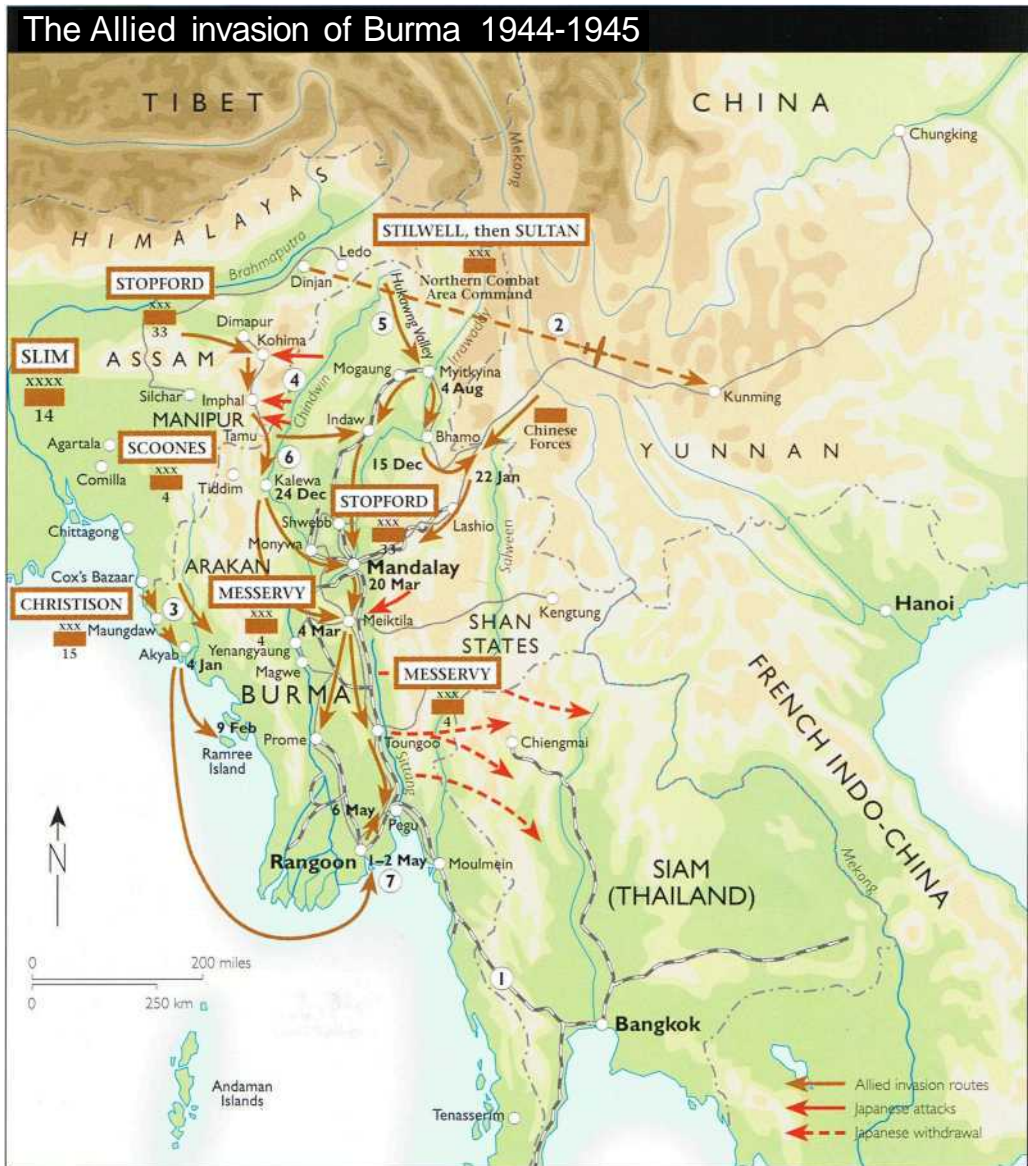 The Allied invasion of Burma 1944-1945
TIBET
CHINA
Chungking
Mekong
HIMALAYAS
STILWELL, then SULTAN
xxx
Northern Combat
Area Command
Brahmaputra
Ledo
Dinjan
STOPFORD
xxx
33
Dimapur
Kohima
5
Hukawng Valley
Irrawaddy
2
ASSAM
SLIM
xxxx
14
Mogaung
Myitkyina
4 Aug
Kunming
Silchar
Imphal
4
Chindwin
MANIPUR
Tamu
Indaw
Bhamo
Chinese
Forces
YUNNAN
Agartala
SCOONES
xxx
4
6
15 Dec
22 Jan
Comilla
Tiddim
Kalewa
24 Dec
STOPFORD
xxx
33
Shwebb
Lashio
Salween
Chittagong
Monywa
ARAKAN
Mandalay
20 Mar
Cox's Bazaar
MESSERVY
xxx
4
CHRISTISON
xxx
15
3
Maungdaw
4 Mar
Meiktila
SHAN
STATES
Kengtung
Hanoi
Akyab
4 Jan
Yenangyaung
Magwe
BURMA
MESSERVY
xxx
4
FRENCH INDO-CHINA
9 Feb
Ramree
Island
Prome
Toungoo
Chiengmai
Sittang
6 May
Pegu
N
Rangoon
1–2 May
7
Moulmein
SIAM
(THAILAND)
Mekong
0
200 miles
0
250 km
1
Bangkok
Andaman
Islands
Tenasserim
Allied invasion routes
Japanese attacks
Japanese withdrawal